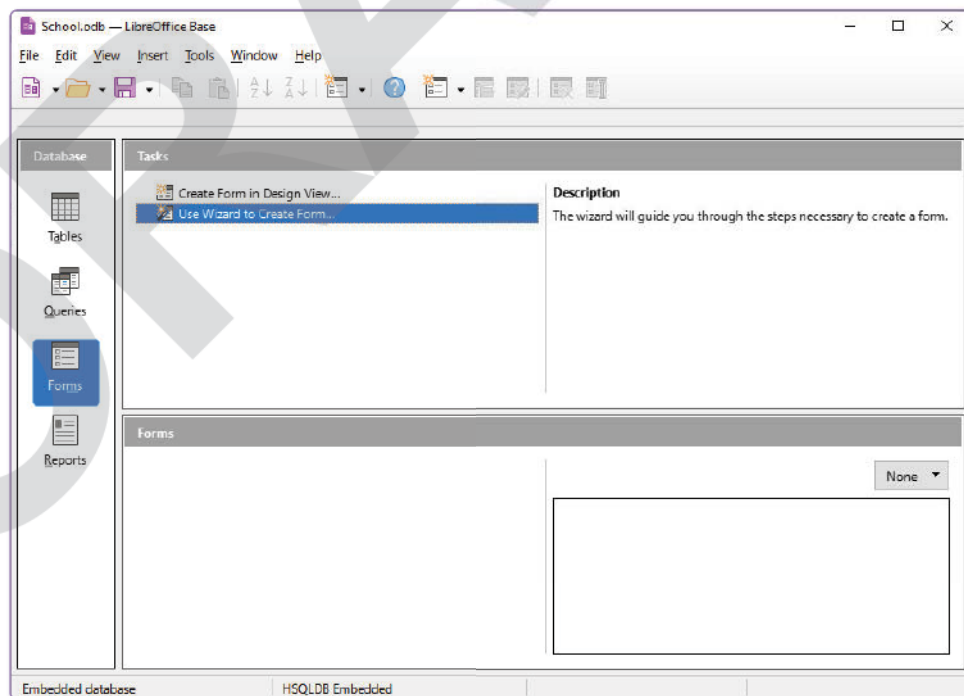 School.odb — LibreOffice Base
File Edit View Insert Tools Window Help
Database
Tables
Queries
Forms
Reports
Tasks
Create Form in Design View...
Use Wizard to Create Form...
Description
The wizard will guide you through the steps necessary to create a form.
Forms
None
Embedded database HSQLDB Embedded